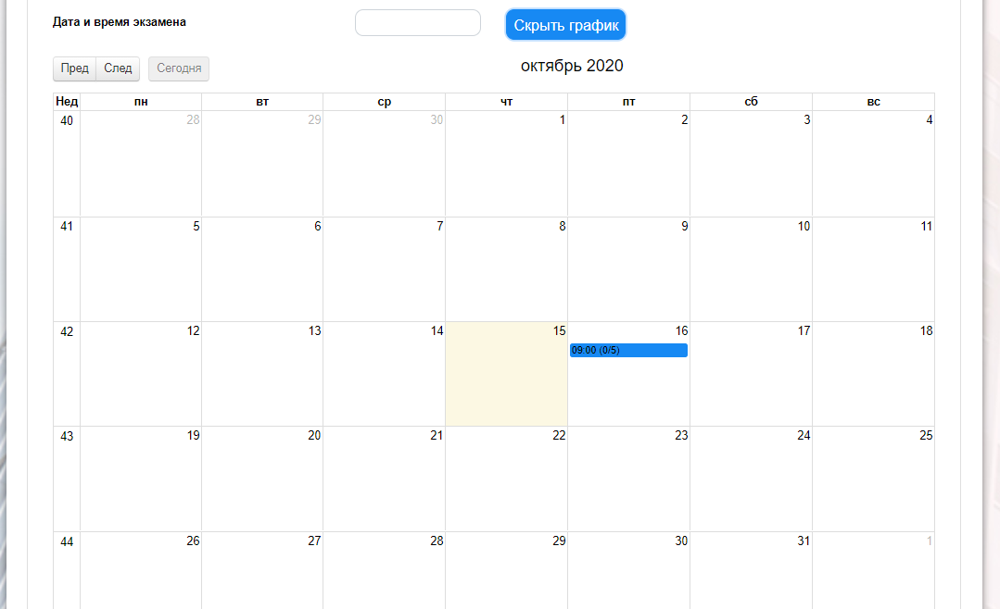 Дата и время экзамена
Скрыть график
Пред След Сегодня
октябрь 2020
Нед пн вт ср чт пт сб вс
40 28 29 30 1 2 3 4
41 5 6 7 8 9 10 11
42 12 13 14 15 16 17 18
09:00 (0/5)
43 19 20 21 22 23 24 25
44 26 27 28 29 30 31 1